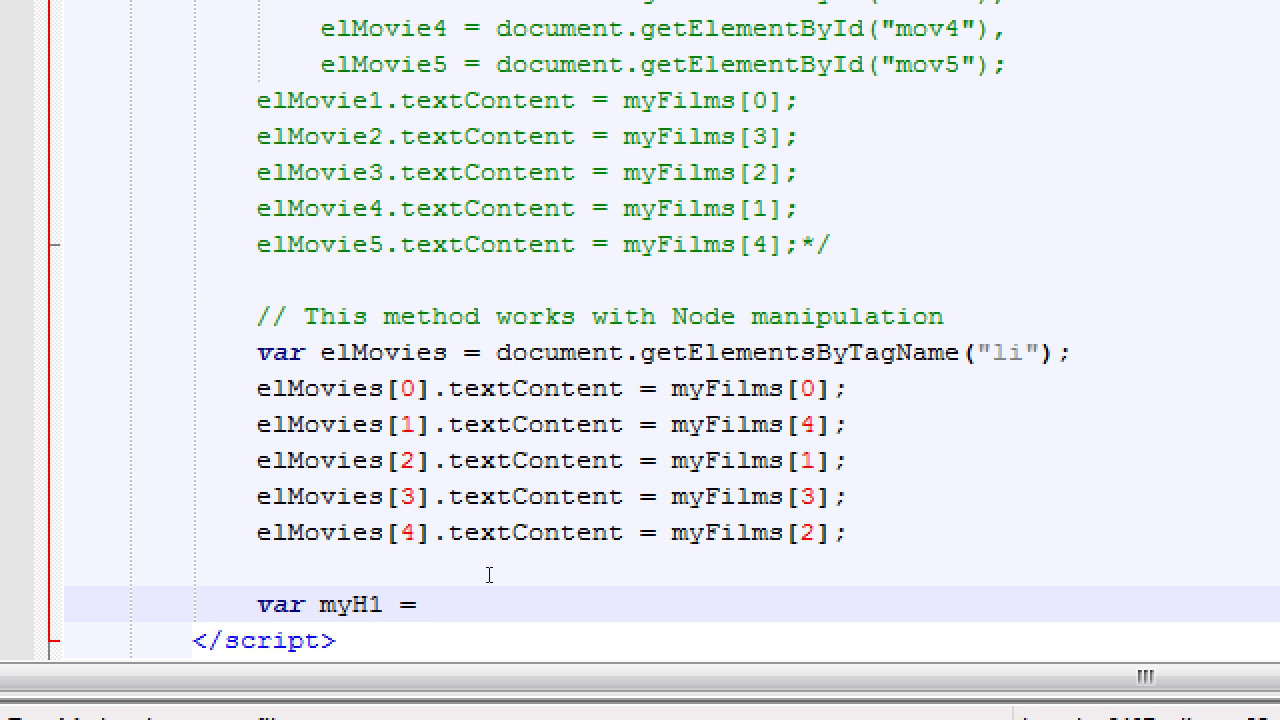 elMovie4 = document.getElementById("mov4"),
elMovie5 = document.getElementById("mov5");
elMovie1.textContent = myFilms[0];
elMovie2.textContent = myFilms[3];
elMovie3.textContent = myFilms[2];
elMovie4.textContent = myFilms[1];
elMovie5.textContent = myFilms[4];*/
// This method works with Node manipulation
var elMovies = document.getElementsByTagName("li");
elMovies[0].textContent = myFilms[0];
elMovies[1].textContent = myFilms[4];
elMovies[2].textContent = myFilms[1];
elMovies[3].textContent = myFilms[3];
elMovies[4].textContent = myFilms[2];
var myH1 =
</script>